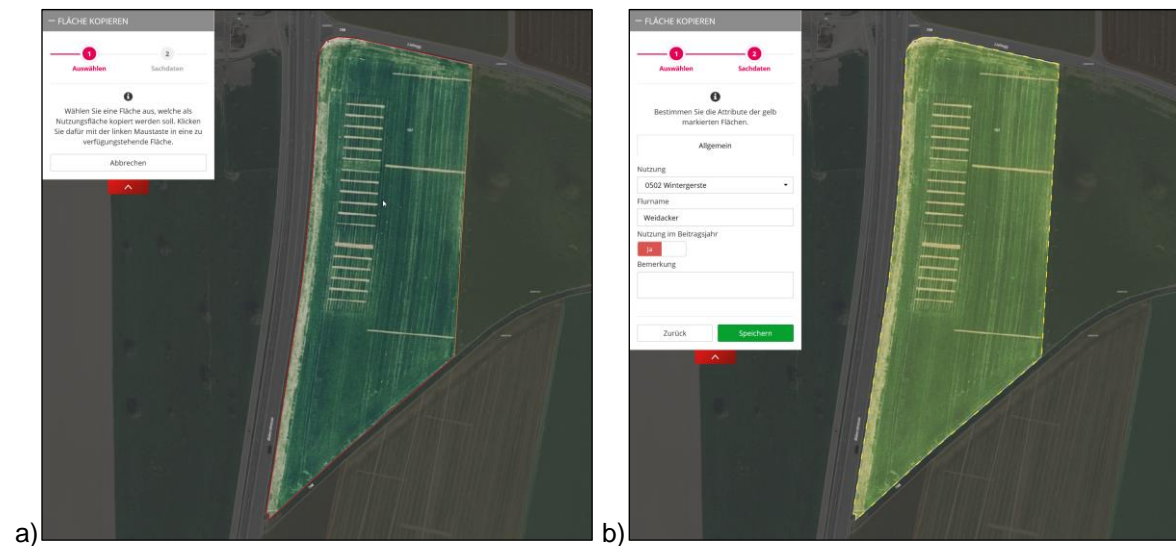 — FLÄCHE KOPIEREN
1
2
Auswählen
Sachdaten
Wählen Sie eine Fläche aus, welche als
Nutzungsfläche kopiert werden soll. Klicken
Sie dafür mit der linken Maustaste in eine zu
verfügungstehende Fläche.
Abbrechen
a)
— FLÄCHE KOPIEREN
1
2
Auswählen
Sachdaten
Bestimmen Sie die Attribute der gelb
markierten Flächen.
Allgemein
Nutzung
0502 Wintergerste
Flurname
Weidacker
Nutzung im Beitragsjahr
Ja
Bemerkung
Zurück
Speichern
b)